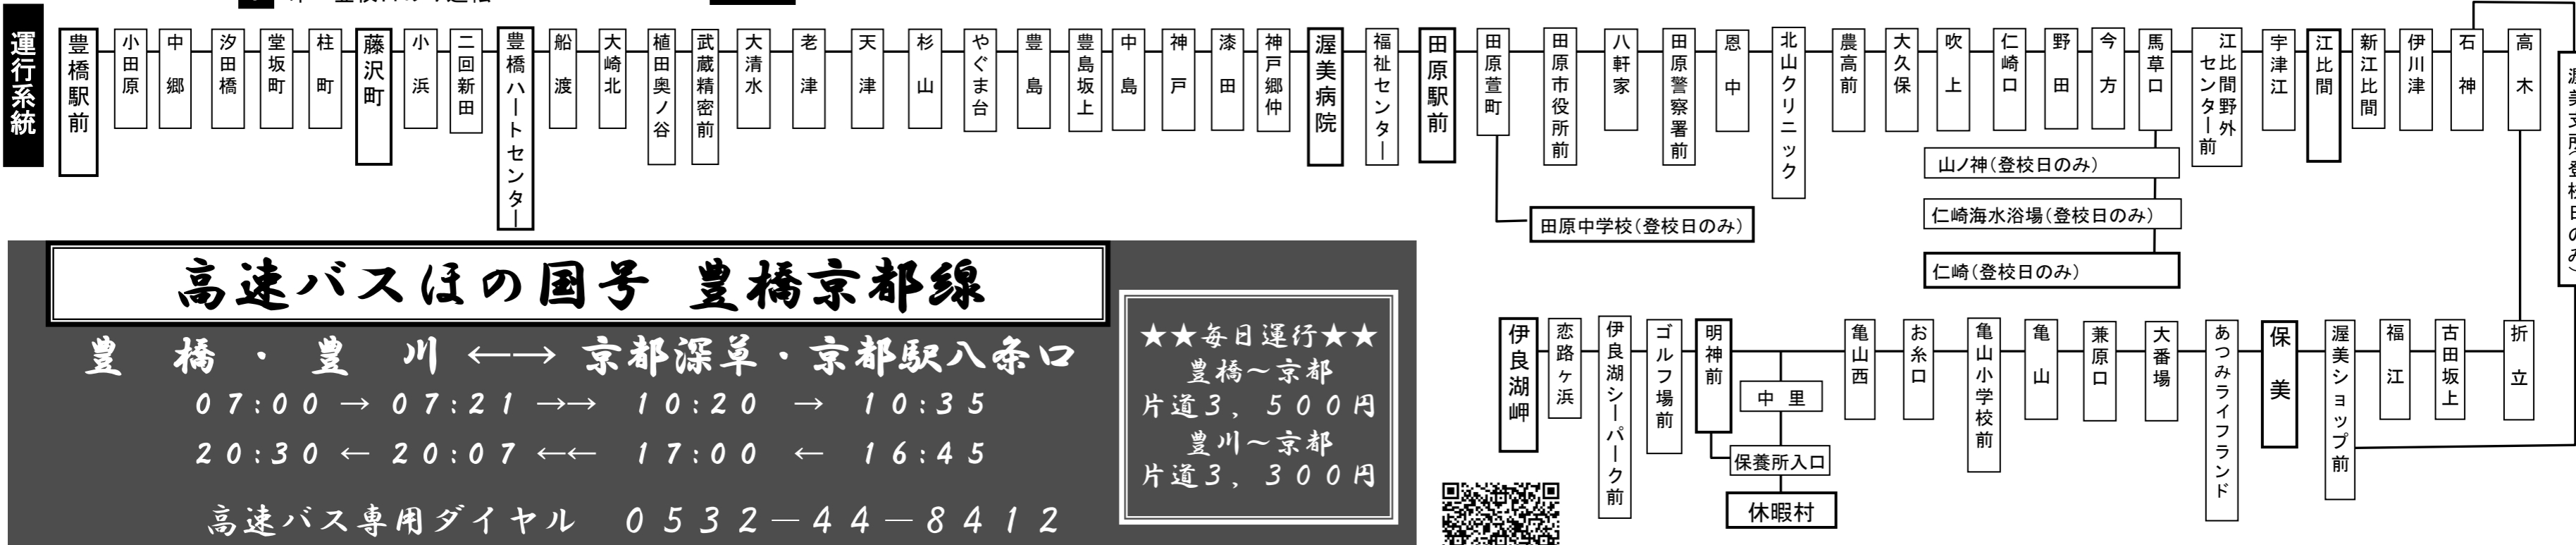 運行系統
豊橋駅前
小田原
中郷
汐田橋
堂坂町
柱町
藤沢町
小浜
二回新田
豊橋ハートセンター
船渡
大崎北
植田奥ノ谷
武蔵精密前
大清水
老津
天津
杉山
やぐま台
豊島
豊島坂上
中島
神戸
漆田
神戸郷仲
渥美病院
福祉センター
田原駅前
田原萱町
田原市役所前
八軒家
田原警察署前
恩中
北山クリニック
農高前
大久保
吹上
仁崎口
野田
今方
馬草口
江比間野外
センター前
宇津江
江比間
新江比間
伊川津
石神
高木
渥美支所(登校日のみ)
山ノ神(登校日のみ)
仁崎海水浴場(登校日のみ)
仁崎(登校日のみ)
田原中学校(登校日のみ)
伊良湖岬
恋路ヶ浜
伊良湖シーパーク前
ゴルフ場前
明神前
中里
保養所入口
休暇村
亀山西
お糸口
亀山小学校前
亀山
兼原口
大番場
あつみライフランド
保美
渥美ショップ前
福江
古田坂上
折立
高速バスほの国号 豊橋京都線
豊橋・豊川 ←→ 京都深草・京都駅八条口
07:00 → 07:21 →→ 10:20 → 10:35
20:30 ← 20:07 ←← 17:00 ← 16:45
高速バス専用ダイヤル 0532－44－8412
★★毎日運行★★
豊橋～京都
片道3，500円
豊川～京都
片道3，300円